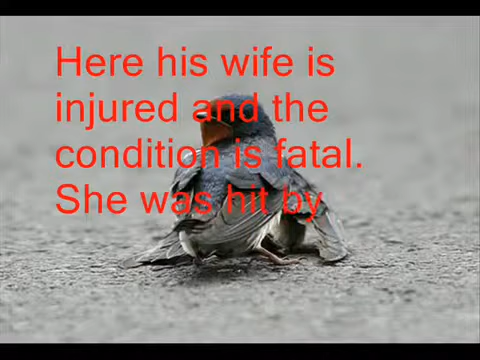 Here his wife is
injured and the
condition is fatal.
She was hit by